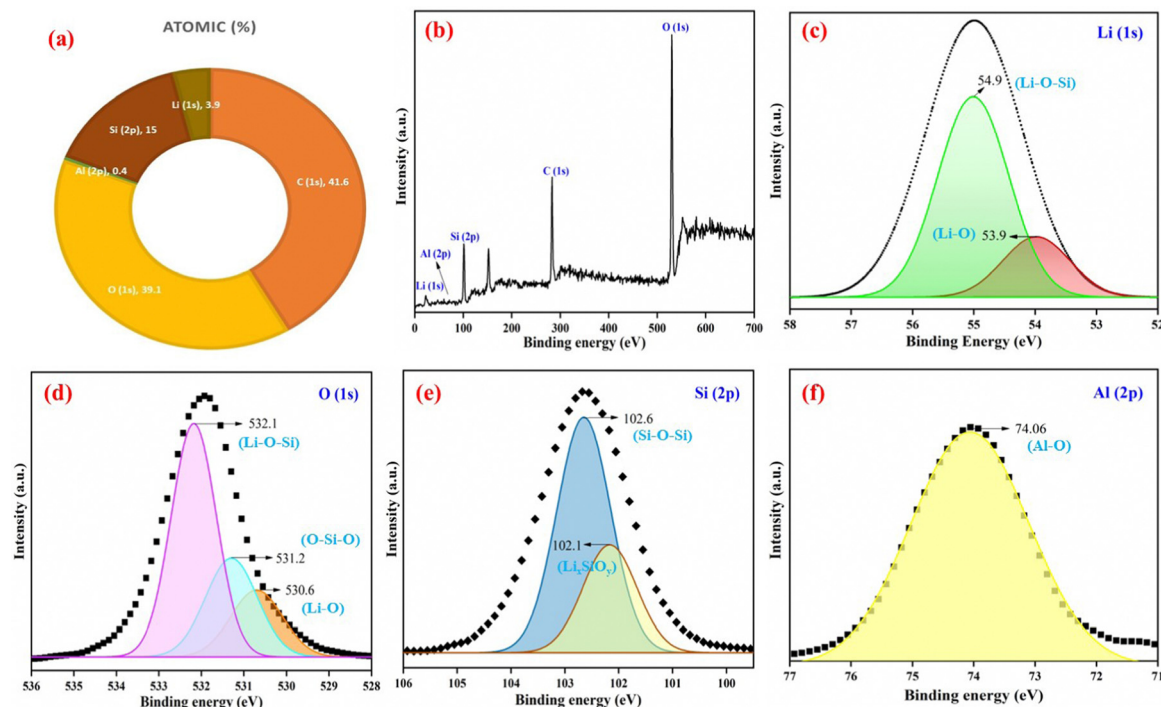 (a)
ATOMIC (%)
Li (1s), 3.9
Si (2p), 15
Al (2p), 0.4
C (1s), 41.6
O (1s), 39.1
(b)
O (1s)
C (1s)
Si (2p)
Al (2p)
Li (1s)
Intensity (a.u.)
0 100 200 300 400 500 600 700
Binding energy (eV)
(c)
Li (1s)
(Li-O-Si)
54.9
(Li-O)
53.9
Intensity (a.u.)
58 57 56 55 54 53 52
Binding Energy (eV)
(d)
O (1s)
532.1
(Li-O-Si)
(O-Si-O)
531.2
530.6
(Li-O)
Intensity (a.u.)
536 535 534 533 532 531 530 529 528
Binding energy (eV)
(e)
Si (2p)
102.6
(Si-O-Si)
102.1
(LixSiOy)
Intensity (a.u.)
106 105 104 103 102 101 100
Binding energy (eV)
(f)
Al (2p)
74.06
(Al-O)
Intensity (a.u.)
77 76 75 74 73 72 71
Binding energy (eV)